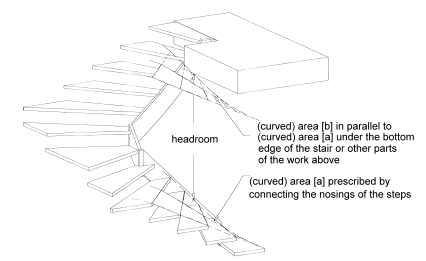 headroom
(curved) area [b] in parallel to
(curved) area [a] under the bottom
edge of the stair or other parts
of the work above
(curved) area [a] prescribed by
connecting the nosings of the steps